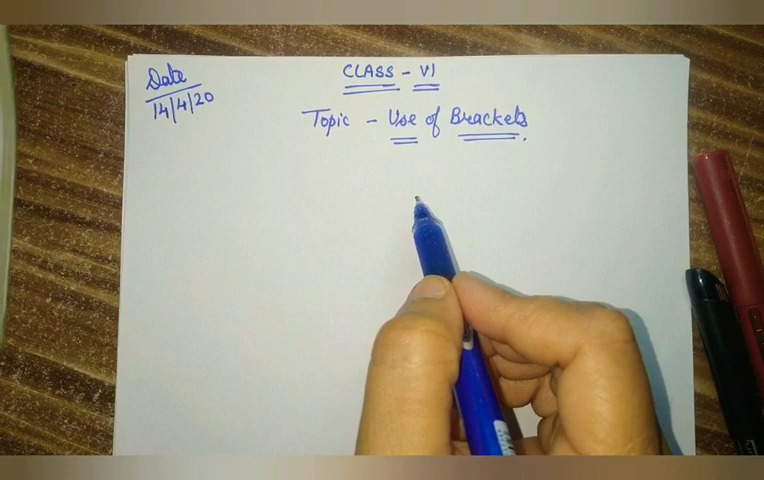 Date
14/4/20
CLASS - VI
Topic - Use of Brackets.